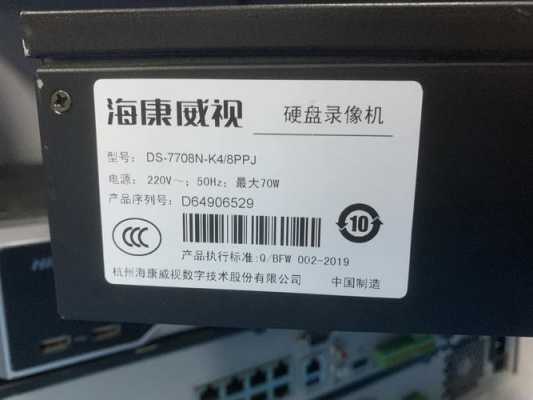 海康威视 硬盘录像机
型号: DS-7708N-K4/8PPJ
电源: 220V～; 50Hz; 最大70W
产品序列号: D64906529
10
CCC
产品执行标准:Q/BFW 002-2019
杭州海康威视数字技术股份有限公司 中国制造